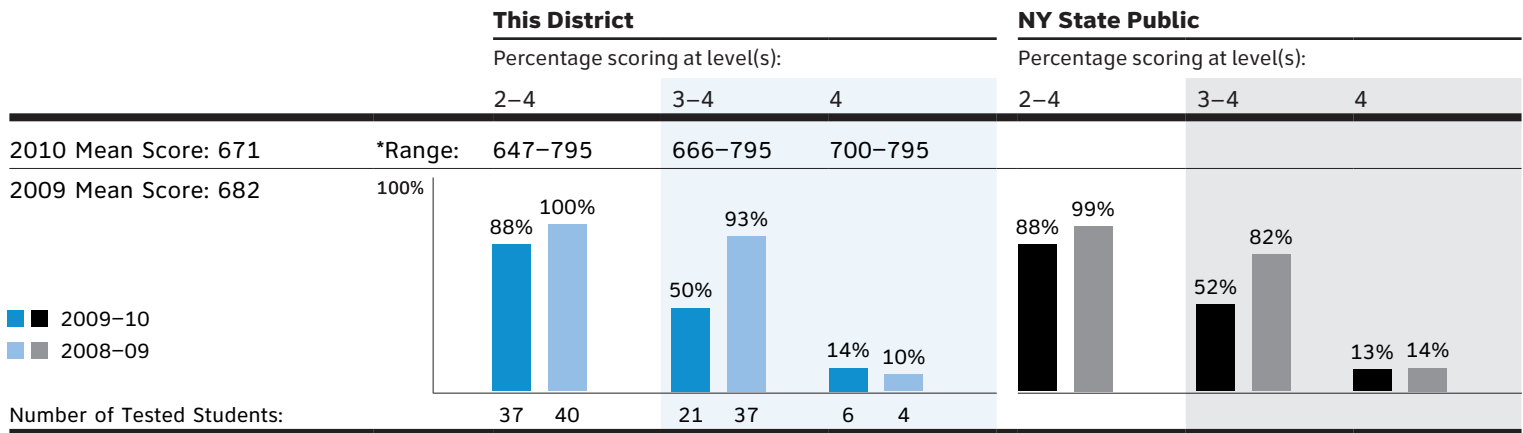 This District NY State Public
Percentage scoring at level(s): Percentage scoring at level(s):
2–4 3–4 4 2–4 3–4 4
2010 Mean Score: 671 *Range: 647–795 666–795 700–795
2009 Mean Score: 682 100%
88% 100% 50% 93% 14% 10% 88% 99% 52% 82% 13% 14%
2009–10
2008–09
Number of Tested Students: 37 40 21 37 6 4